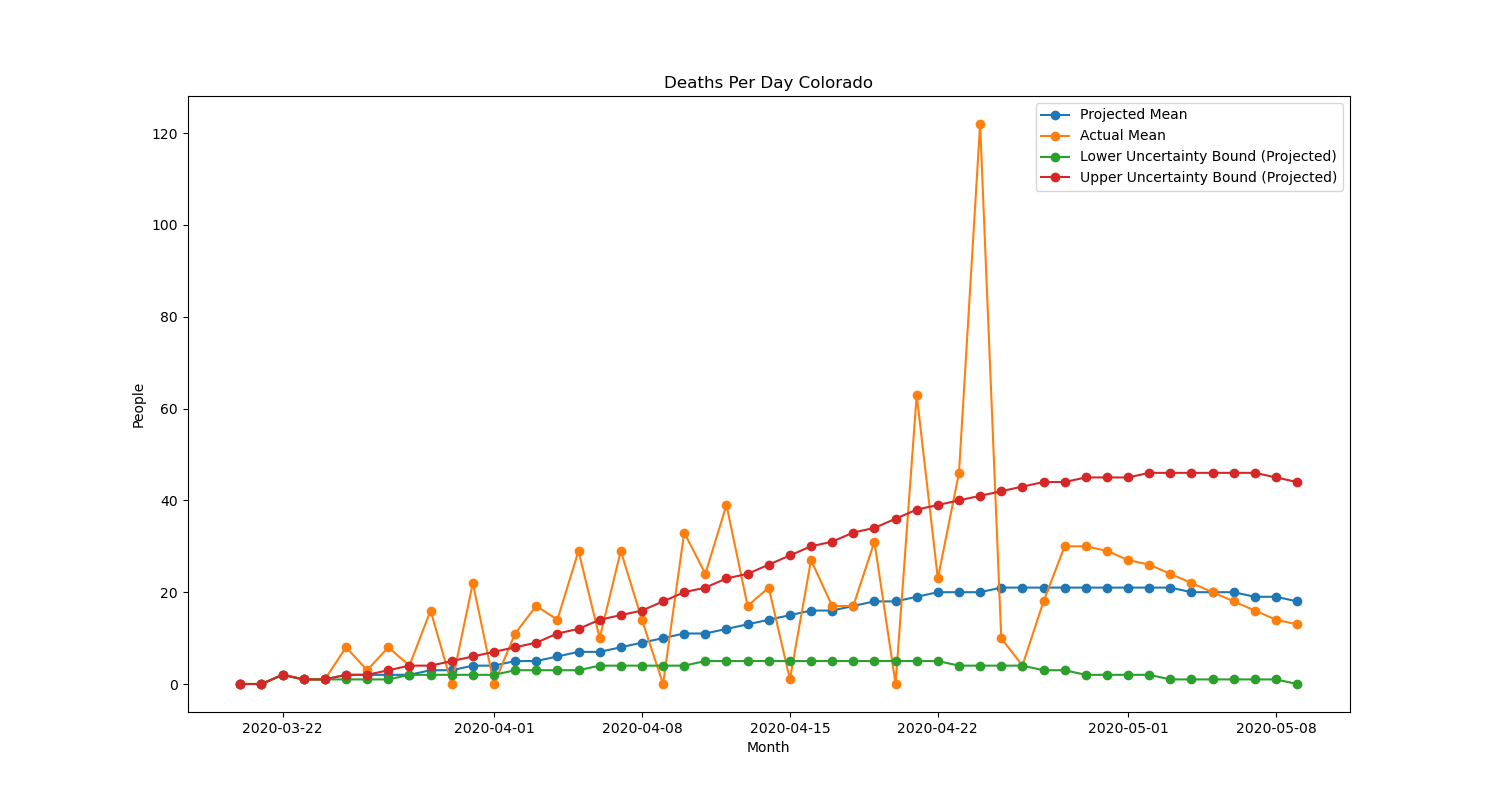 Deaths Per Day Colorado
Projected Mean
Actual Mean
Lower Uncertainty Bound (Projected)
Upper Uncertainty Bound (Projected)
120
100
80
60
40
20
0
People
2020-03-22 2020-04-01 2020-04-08 2020-04-15 2020-04-22 2020-05-01 2020-05-08
Month